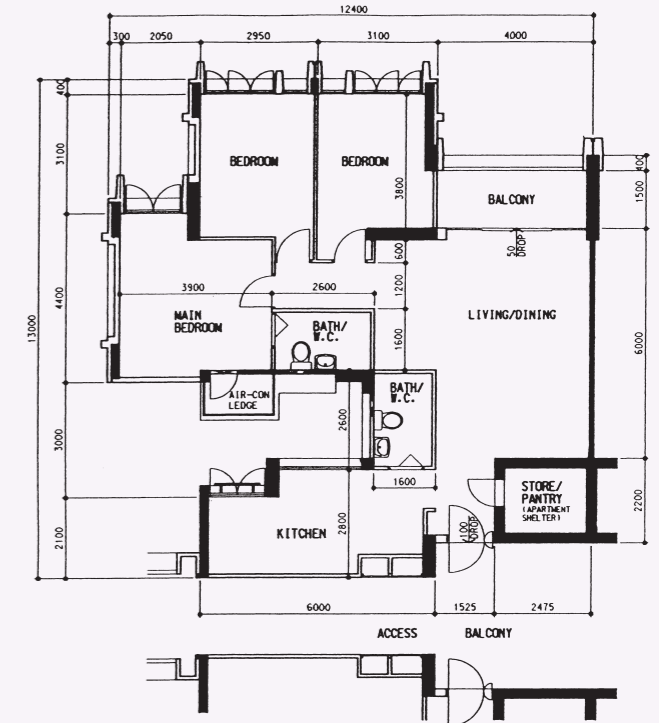 12400
300
2050
2950
3100
4000
400
3100
4400
13000
3000
2100
BEDROOM
BEDROOM
3800
BALCONY
400
1500
50
DROP
600
1200
1600
3900
2600
MAIN
BEDROOM
BATH/
W.C.
LIVING/DINING
6000
AIR-CON
LEDGE
2600
BATH/
W.C.
1600
STORE/
PANTRY
(APARTMENT
SHELTER)
2200
KITCHEN
2800
100
DROP
6000
1525
2475
ACCESS BALCONY